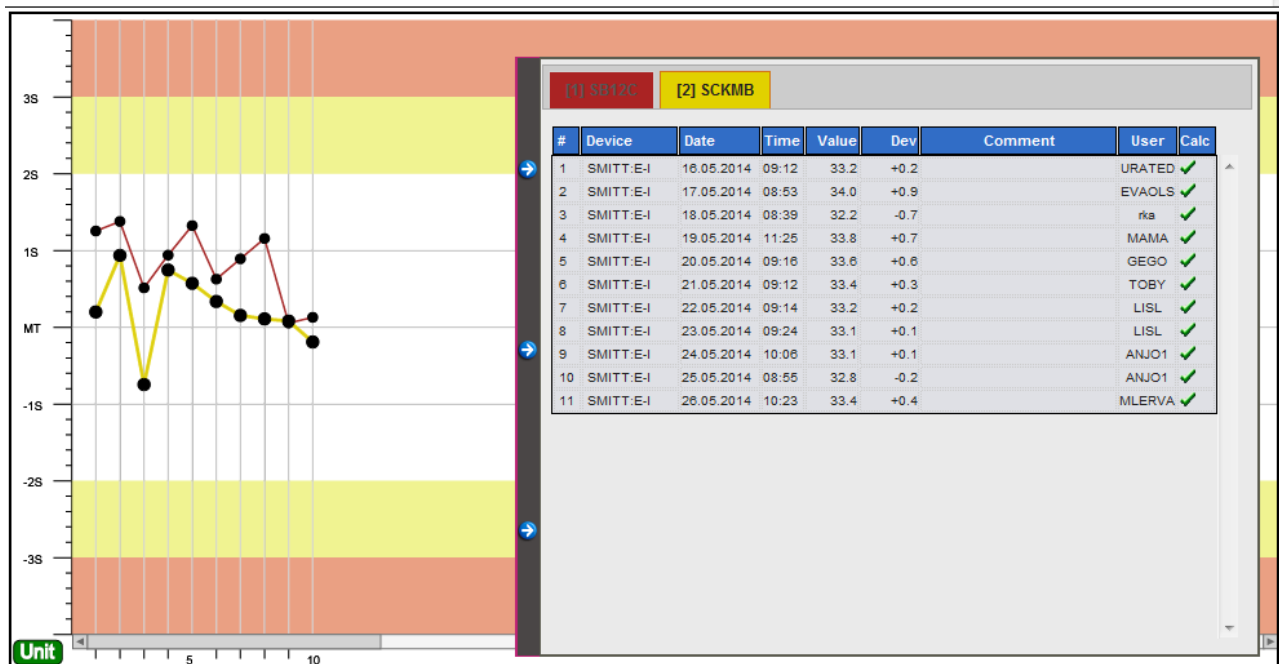 3S
2S
1S
MT
-1S
-2S
-3S
Unit
5
10
[1] SB12C [2] SCKMB
# Device Date Time Value Dev Comment User Calc
1 SMITT:E-I 16.05.2014 09:12 33.2 +0.2 URATED
2 SMITT:E-I 17.05.2014 08:53 34.0 +0.9 EVAOLS
3 SMITT:E-I 18.05.2014 08:39 32.2 -0.7 rka
4 SMITT:E-I 19.05.2014 11:25 33.8 +0.7 MAMA
5 SMITT:E-I 20.05.2014 09:16 33.6 +0.6 GEGO
6 SMITT:E-I 21.05.2014 09:12 33.4 +0.3 TOBY
7 SMITT:E-I 22.05.2014 09:14 33.2 +0.2 LISL
8 SMITT:E-I 23.05.2014 09:24 33.1 +0.1 LISL
9 SMITT:E-I 24.05.2014 10:06 33.1 +0.1 ANJO1
10 SMITT:E-I 25.05.2014 08:55 32.8 -0.2 ANJO1
11 SMITT:E-I 26.05.2014 10:23 33.4 +0.4 MLERVA